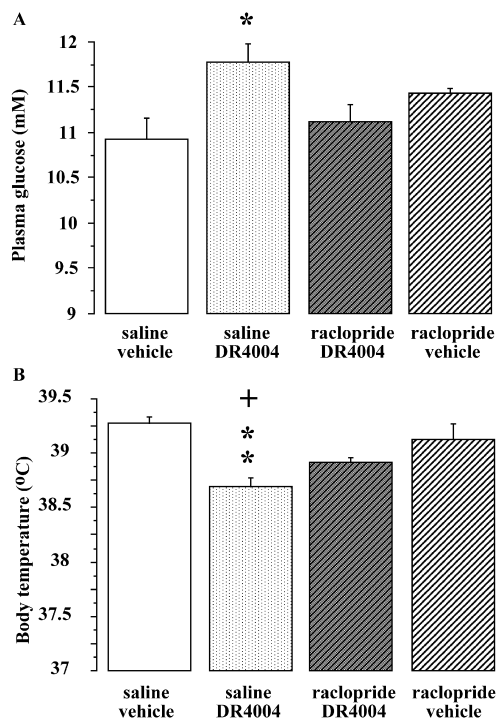 A
Plasma glucose (mM)
12
11.5
11
10.5
10
9.5
9
*
saline vehicle
saline DR4004
raclopride DR4004
raclopride vehicle
B
Body temperature (ºC)
39.5
39
38.5
38
37.5
37
+
*
*
saline vehicle
saline DR4004
raclopride DR4004
raclopride vehicle